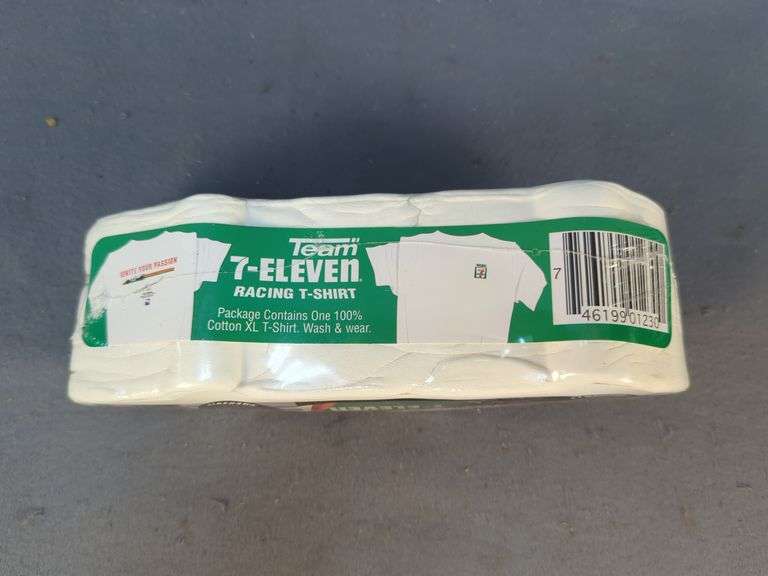 IGNITE YOUR PASSION
Team 11
7-ELEVEN®
RACING T-SHIRT
Package Contains One 100%
Cotton XL T-Shirt. Wash & wear.
7
46199 01230